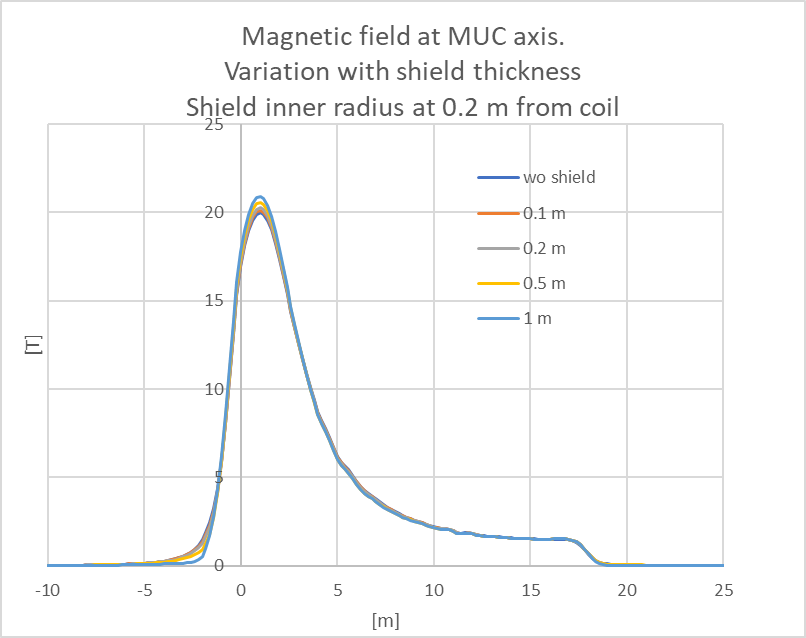 Magnetic field at MUC axis.
Variation with shield thickness
Shield inner radius at 0.2 m from coil
25
20
15
10
5
0
[T]
wo shield
0.1 m
0.2 m
0.5 m
1 m
-10 -5 0 5 10 15 20 25
[m]